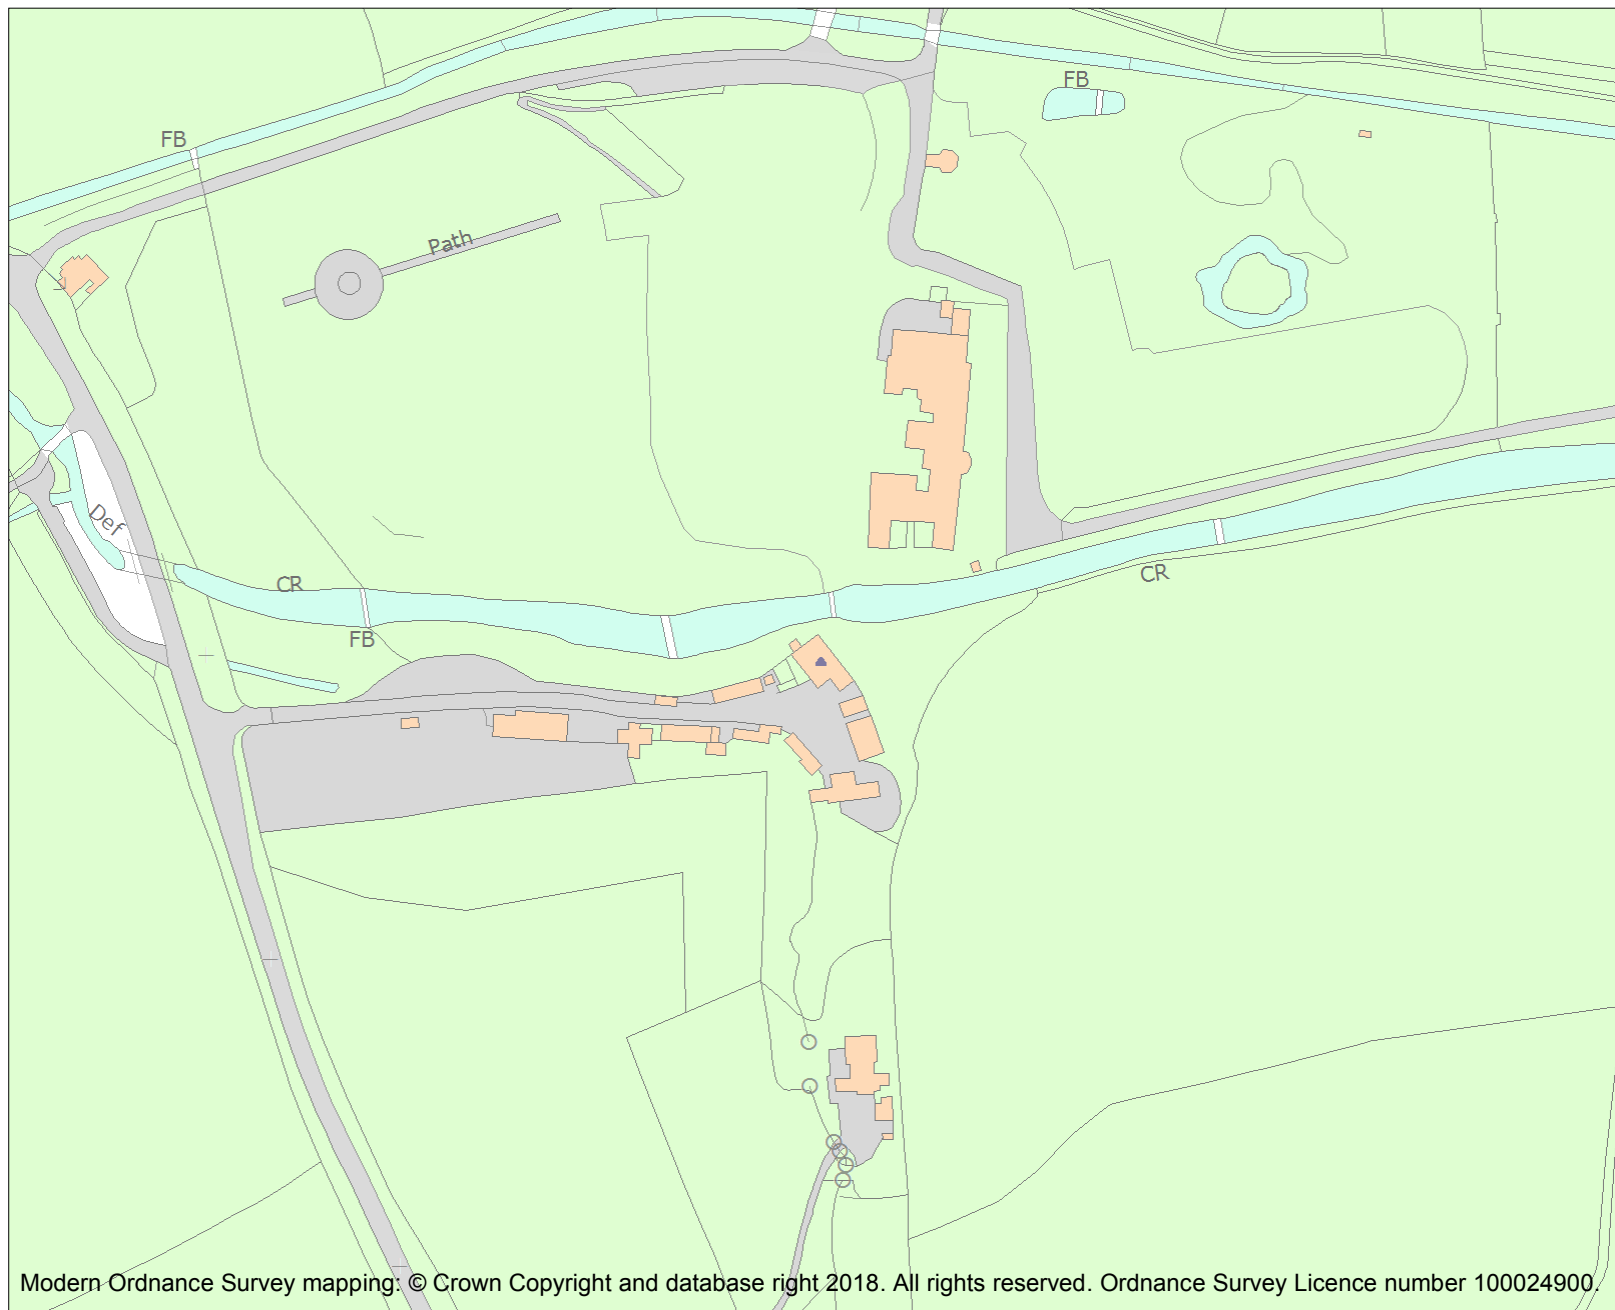 FB
FB
Path
Def
CR
CR
FB
Modern Ordnance Survey mapping: © Crown Copyright and database right 2018. All rights reserved. Ordnance Survey Licence number 100024900.